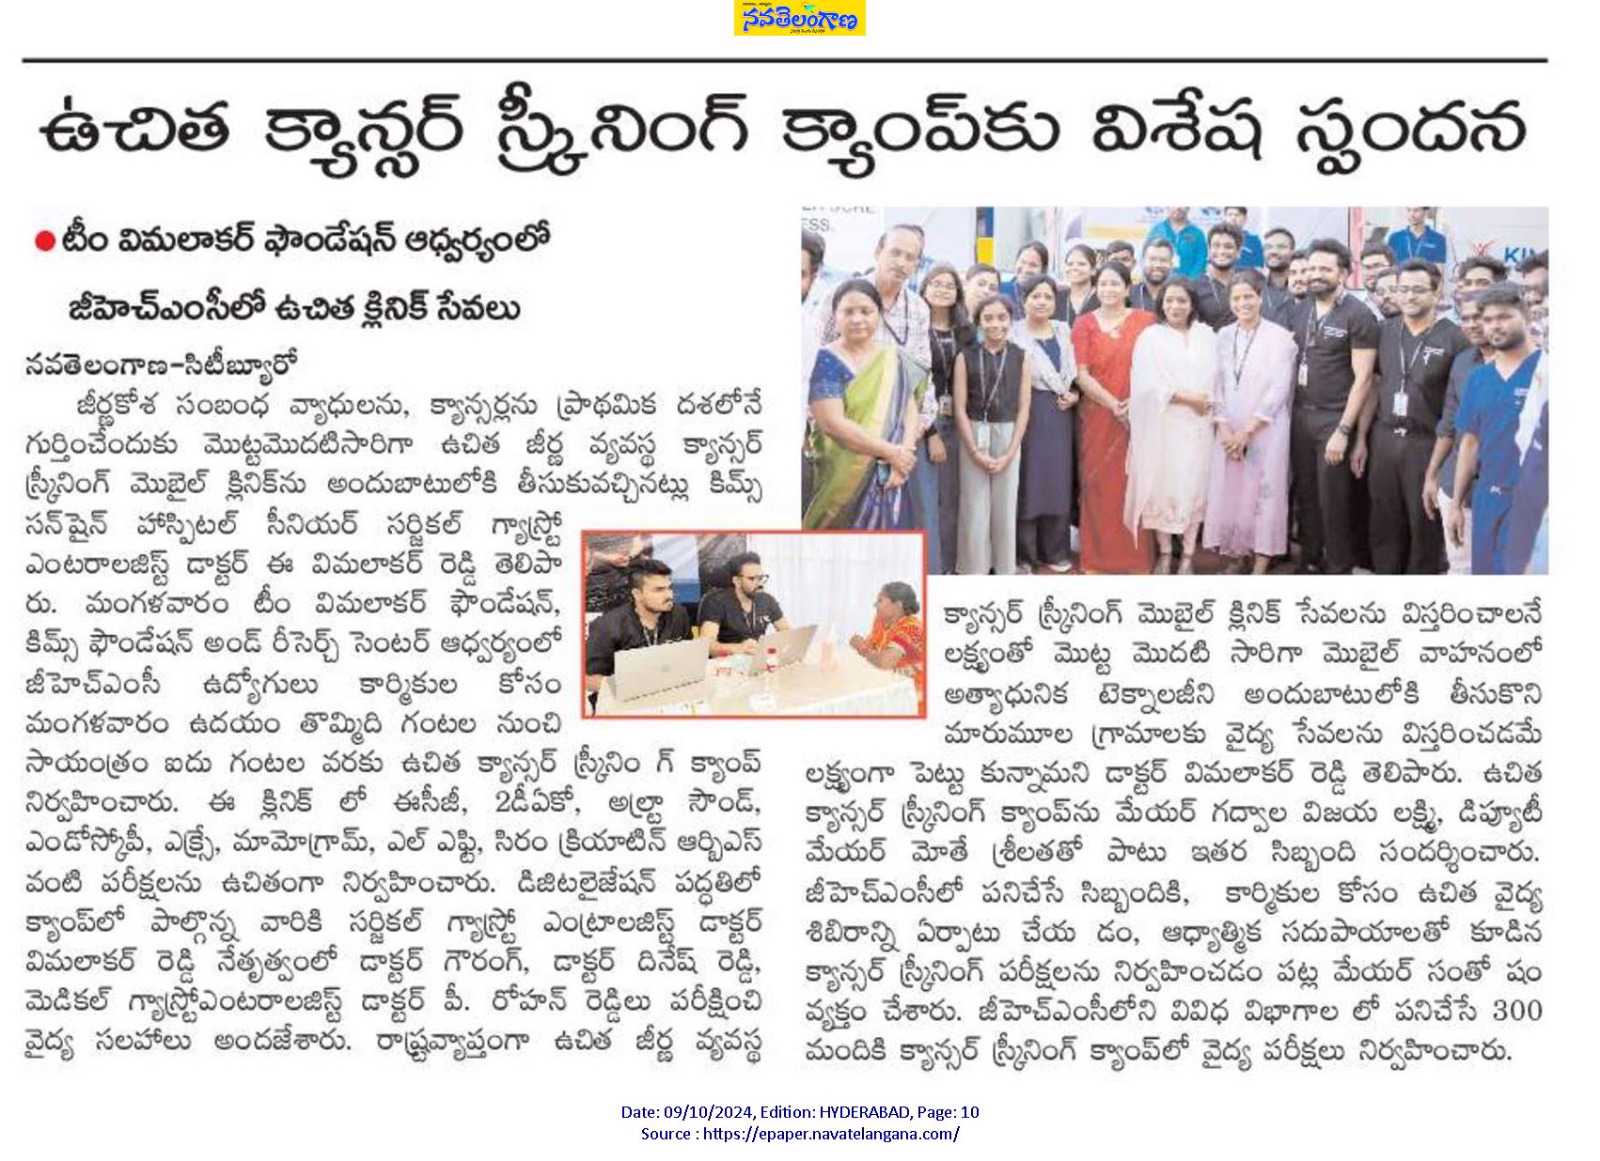 నవతెలంగాణ
ఉచిత క్యాన్సర్ స్క్రీనింగ్ క్యాంప్‌కు విశేష స్పందన
● టీం విమలాకర్ ఫౌండేషన్ ఆధ్వర్యంలో
జీహెచ్ఎంసీలో ఉచిత క్లినిక్ సేవలు
నవతెలంగాణ-సిటీబ్యూరో
జీర్ణకోశ సంబంధ వ్యాధులను, క్యాన్సర్లను ప్రాథమిక దశలోనే
గుర్తించేందుకు మొట్టమొదటిసారిగా ఉచిత జీర్ణ వ్యవస్థ క్యాన్సర్
స్క్రీనింగ్ మొబైల్ క్లినిక్‌ను అందుబాటులోకి తీసుకువచ్చినట్లు కిమ్స్
సన్‌షైన్ హాస్పిటల్ సీనియర్ సర్జికల్ గ్యాస్ట్రో
ఎంటరాలజిస్ట్ డాక్టర్ ఈ విమలాకర్ రెడ్డి తెలిపా
రు. మంగళవారం టీం విమలాకర్ ఫౌండేషన్,
కిమ్స్ ఫౌండేషన్ అండ్ రీసెర్చ్ సెంటర్ ఆధ్వర్యంలో
జీహెచ్ఎంసీ ఉద్యోగులు కార్మికుల కోసం
మంగళవారం ఉదయం తొమ్మిది గంటల నుంచి
సాయంత్రం ఐదు గంటల వరకు ఉచిత క్యాన్సర్ స్క్రీనిం గ్ క్యాంప్
నిర్వహించారు. ఈ క్లినిక్ లో ఈసీజీ, 2డీఏకో, అల్ట్రా సౌండ్,
ఎండోస్కోపీ, ఎక్స్రే, మామోగ్రామ్, ఎల్ ఎఫ్టి, సిరం క్రియాటిన్ ఆర్బిఎస్
వంటి పరీక్షలను ఉచితంగా నిర్వహించారు. డిజిటలైజేషన్ పద్ధతిలో
క్యాంప్‌లో పాల్గొన్న వారికి సర్జికల్ గ్యాస్ట్రో ఎంట్రాలజిస్ట్ డాక్టర్
విమలాకర్ రెడ్డి నేతృత్వంలో డాక్టర్ గౌరంగ్, డాక్టర్ దినేష్ రెడ్డి,
మెడికల్ గ్యాస్ట్రోఎంటరాలజిస్ట్ డాక్టర్ పీ. రోహన్ రెడ్డిలు పరీక్షించి
వైద్య సలహాలు అందజేశారు. రాష్ట్రవ్యాప్తంగా ఉచిత జీర్ణ వ్యవస్థ
క్యాన్సర్ స్క్రీనింగ్ మొబైల్ క్లినిక్ సేవలను విస్తరించాలనే
లక్ష్యంతో మొట్ట మొదటి సారిగా మొబైల్ వాహనంలో
అత్యాధునిక టెక్నాలజీని అందుబాటులోకి తీసుకొని
మారుమూల గ్రామాలకు వైద్య సేవలను విస్తరించడమే
లక్ష్యంగా పెట్టు కున్నామని డాక్టర్ విమలాకర్ రెడ్డి తెలిపారు. ఉచిత
క్యాన్సర్ స్క్రీనింగ్ క్యాంప్‌ను మేయర్ గద్వాల విజయ లక్ష్మి, డిప్యూటీ
మేయర్ మోతే శ్రీలతతో పాటు ఇతర సిబ్బంది సందర్శించారు.
జీహెచ్ఎంసీలో పనిచేసే సిబ్బందికి, కార్మికుల కోసం ఉచిత వైద్య
శిబిరాన్ని ఏర్పాటు చేయ డం, ఆధ్యాత్మిక సదుపాయాలతో కూడిన
క్యాన్సర్ స్క్రీనింగ్ పరీక్షలను నిర్వహించడం పట్ల మేయర్ సంతో షం
వ్యక్తం చేశారు. జీహెచ్ఎంసీలోని వివిధ విభాగాల లో పనిచేసే 300
మందికి క్యాన్సర్ స్క్రీనింగ్ క్యాంప్‌లో వైద్య పరీక్షలు నిర్వహించారు.
Date: 09/10/2024, Edition: HYDERABAD, Page: 10
Source : https://epaper.navatelangana.com/